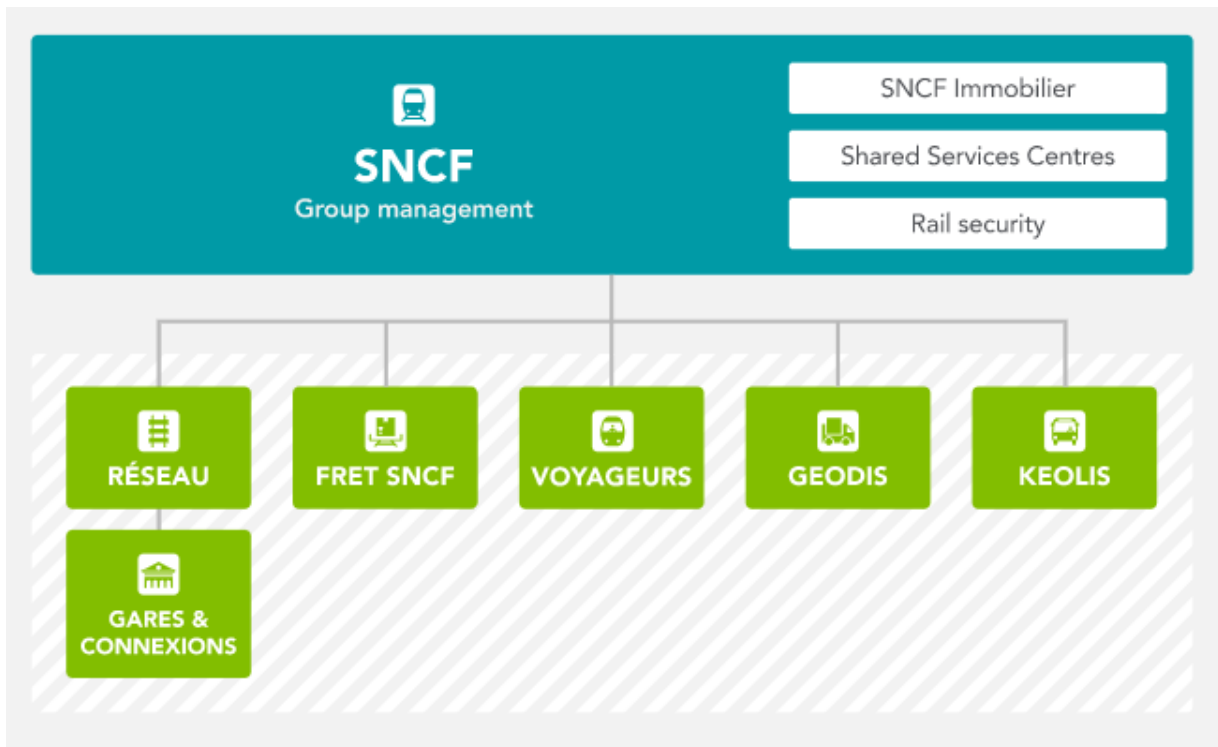 SNCF
Group management
SNCF Immobilier
Shared Services Centres
Rail security
RÉSEAU
FRET SNCF
VOYAGEURS
GEODIS
KEOLIS
GARES &
CONNEXIONS